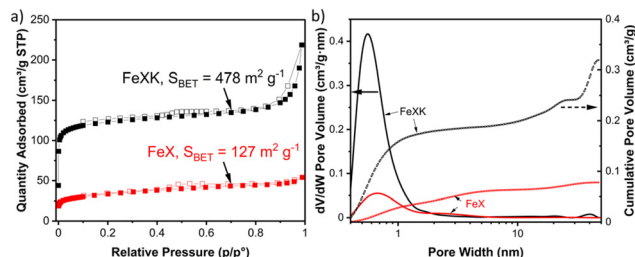 a)
Quantity Adsorbed (cm³/g STP)
250
200
150
100
50
0
FeXK, S_BET = 478 m² g⁻¹
FeX, S_BET = 127 m² g⁻¹
0 0.2 0.4 0.6 0.8 1
Relative Pressure (p/p°)
b)
dV/dW Pore Volume (cm³/g·nm)
0.4
0.3
0.2
0.1
0
FeXK
FeX
1 10
Pore Width (nm)
0.4
0.3
0.2
0.1
0
Cumulative Pore Volume (cm³/g)